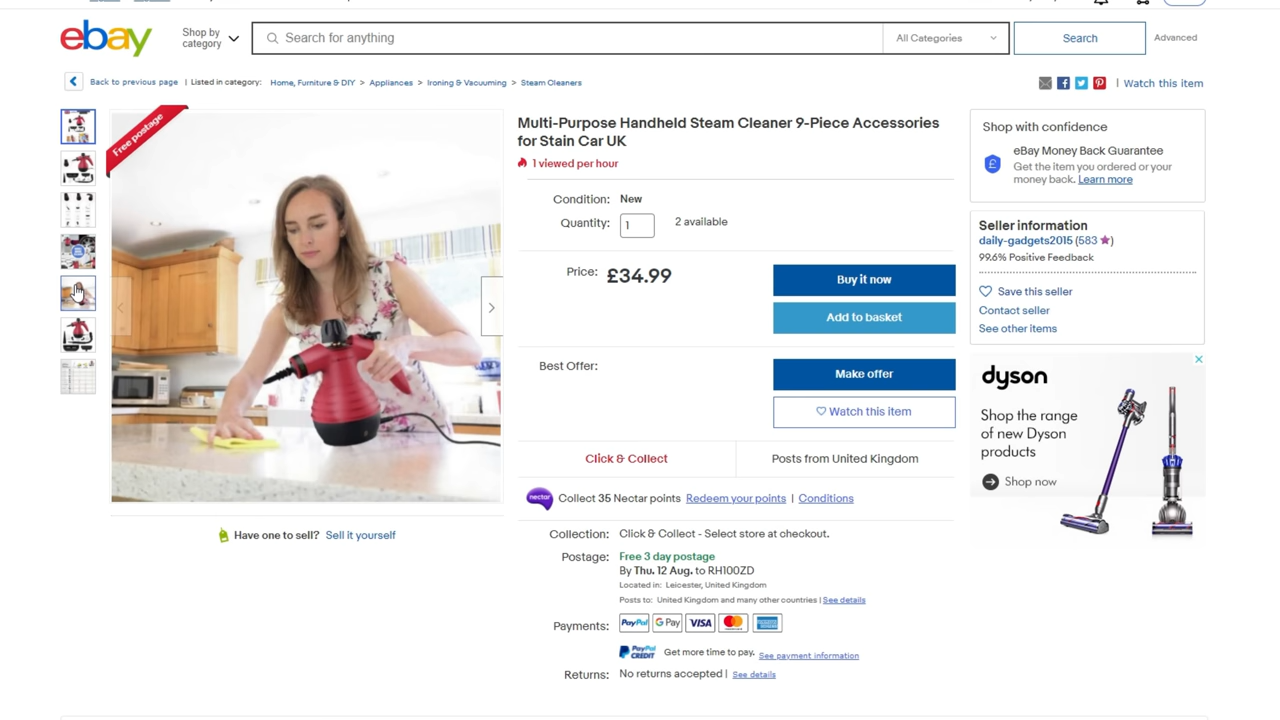 ebay
Shop by
category
Search for anything
All Categories
Search
Advanced
Back to previous page | Listed in category: Home, Furniture & DIY > Appliances > Ironing & Vacuuming > Steam Cleaners
| Watch this item
Free postage
Multi-Purpose Handheld Steam Cleaner 9-Piece Accessories
for Stain Car UK
1 viewed per hour
Condition: New
Quantity: 1 2 available
Price: £34.99
Buy it now
Add to basket
Best Offer:
Make offer
Watch this item
Click & Collect
Posts from United Kingdom
nectar Collect 35 Nectar points Redeem your points | Conditions
Have one to sell? Sell it yourself
Collection: Click & Collect - Select store at checkout.
Postage: Free 3 day postage
By Thu. 12 Aug. to RH100ZD
Located in: Leicester, United Kingdom
Posts to: United Kingdom and many other countries | See details
Payments: PayPal G Pay VISA
PayPal CREDIT Get more time to pay. See payment information
Returns: No returns accepted | See details
Shop with confidence
eBay Money Back Guarantee
Get the item you ordered or your
money back. Learn more
Seller information
daily-gadgets2015 (583)
99.6% Positive Feedback
Save this seller
Contact seller
See other items
dyson
Shop the range
of new Dyson
products
Shop now